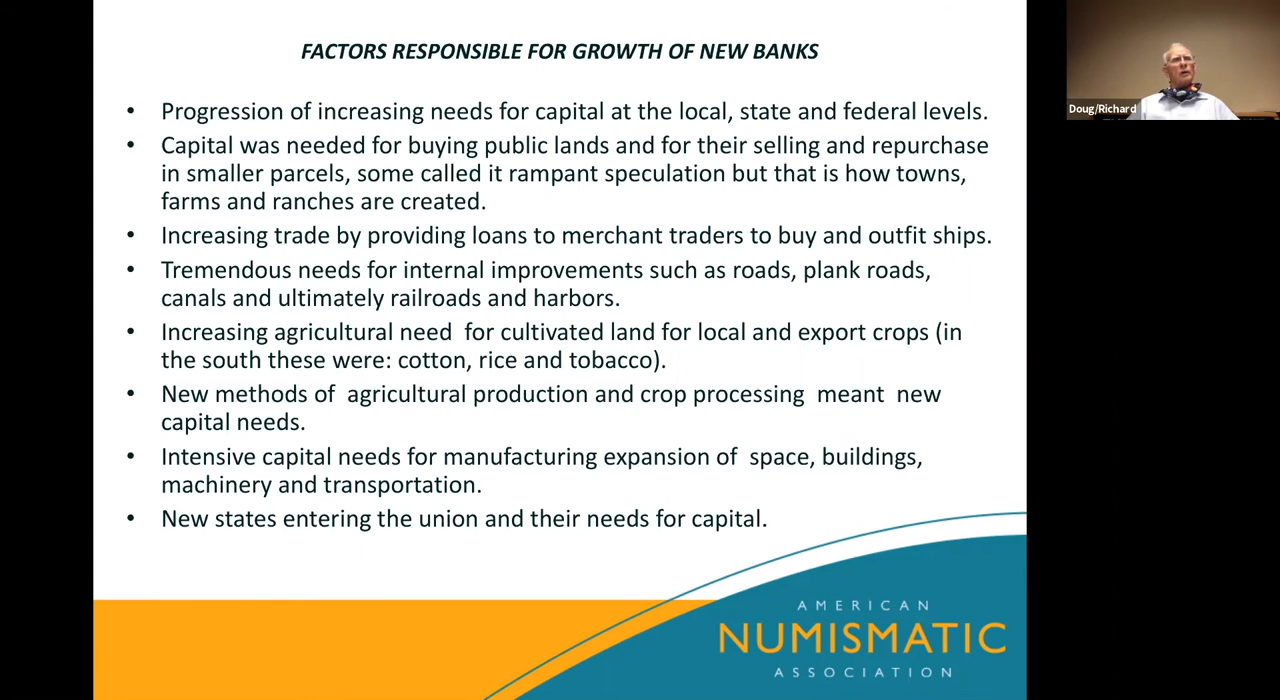 FACTORS RESPONSIBLE FOR GROWTH OF NEW BANKS
• Progression of increasing needs for capital at the local, state and federal levels.
• Capital was needed for buying public lands and for their selling and repurchase
in smaller parcels, some called it rampant speculation but that is how towns,
farms and ranches are created.
• Increasing trade by providing loans to merchant traders to buy and outfit ships.
• Tremendous needs for internal improvements such as roads, plank roads,
canals and ultimately railroads and harbors.
• Increasing agricultural need  for cultivated land for local and export crops (in
the south these were: cotton, rice and tobacco).
• New methods of  agricultural production and crop processing  meant  new
capital needs.
• Intensive capital needs for manufacturing expansion of  space, buildings,
machinery and transportation.
• New states entering the union and their needs for capital.
AMERICAN
NUMISMATIC
ASSOCIATION
Doug/Richard